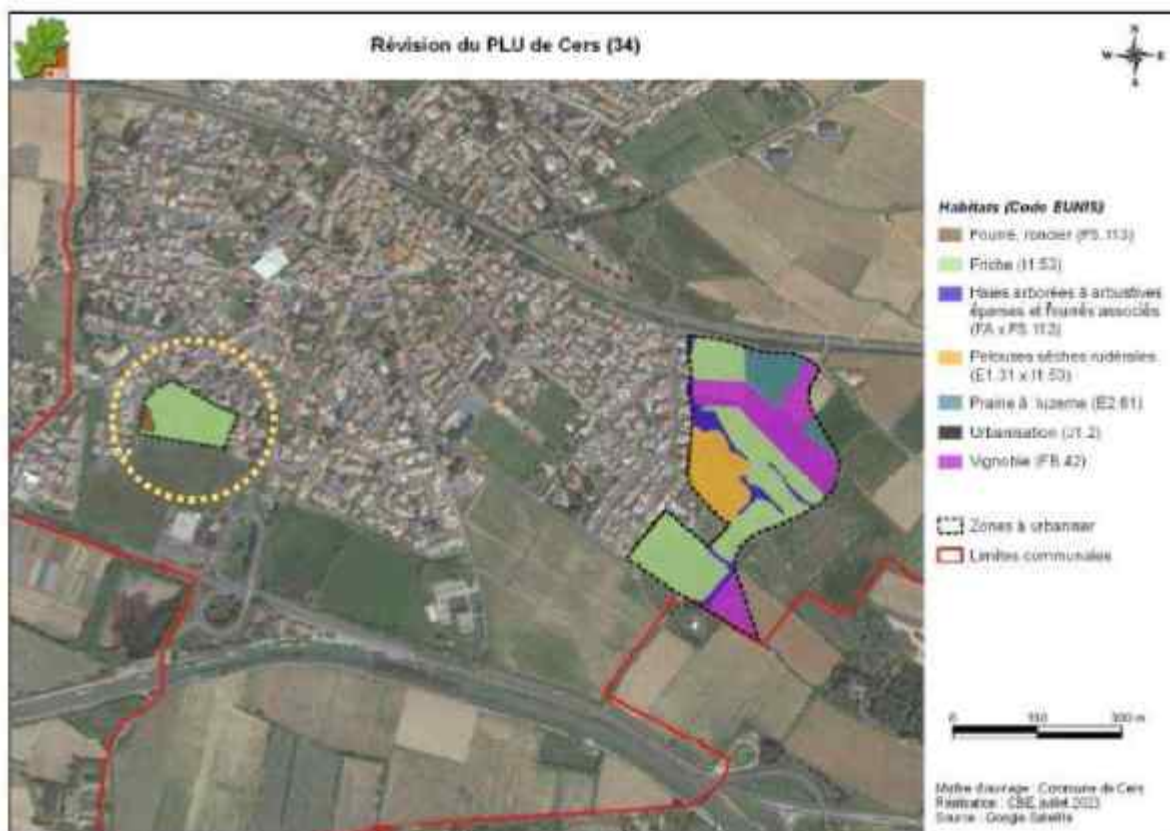 Révision du PLU de Cers (34)
N
W E
S
Habitats (Code EUNIS)
Fourré, roncier (F5.113)
Friche (I1.53)
Haies arborées à arbustives
éparses et fourrés associés
(FA x F5.113)
Pelouses sèches rudérales
(E1.31 x I1.53)
Prairie à luzerne (E2.61)
Urbanisation (J1.2)
Vignoble (FB.42)
Zones à urbaniser
Limites communales
0 300 m
Maître d'ouvrage : Commune de Cers
Réalisation : CBE, juillet 2023
Source : Google Satellite